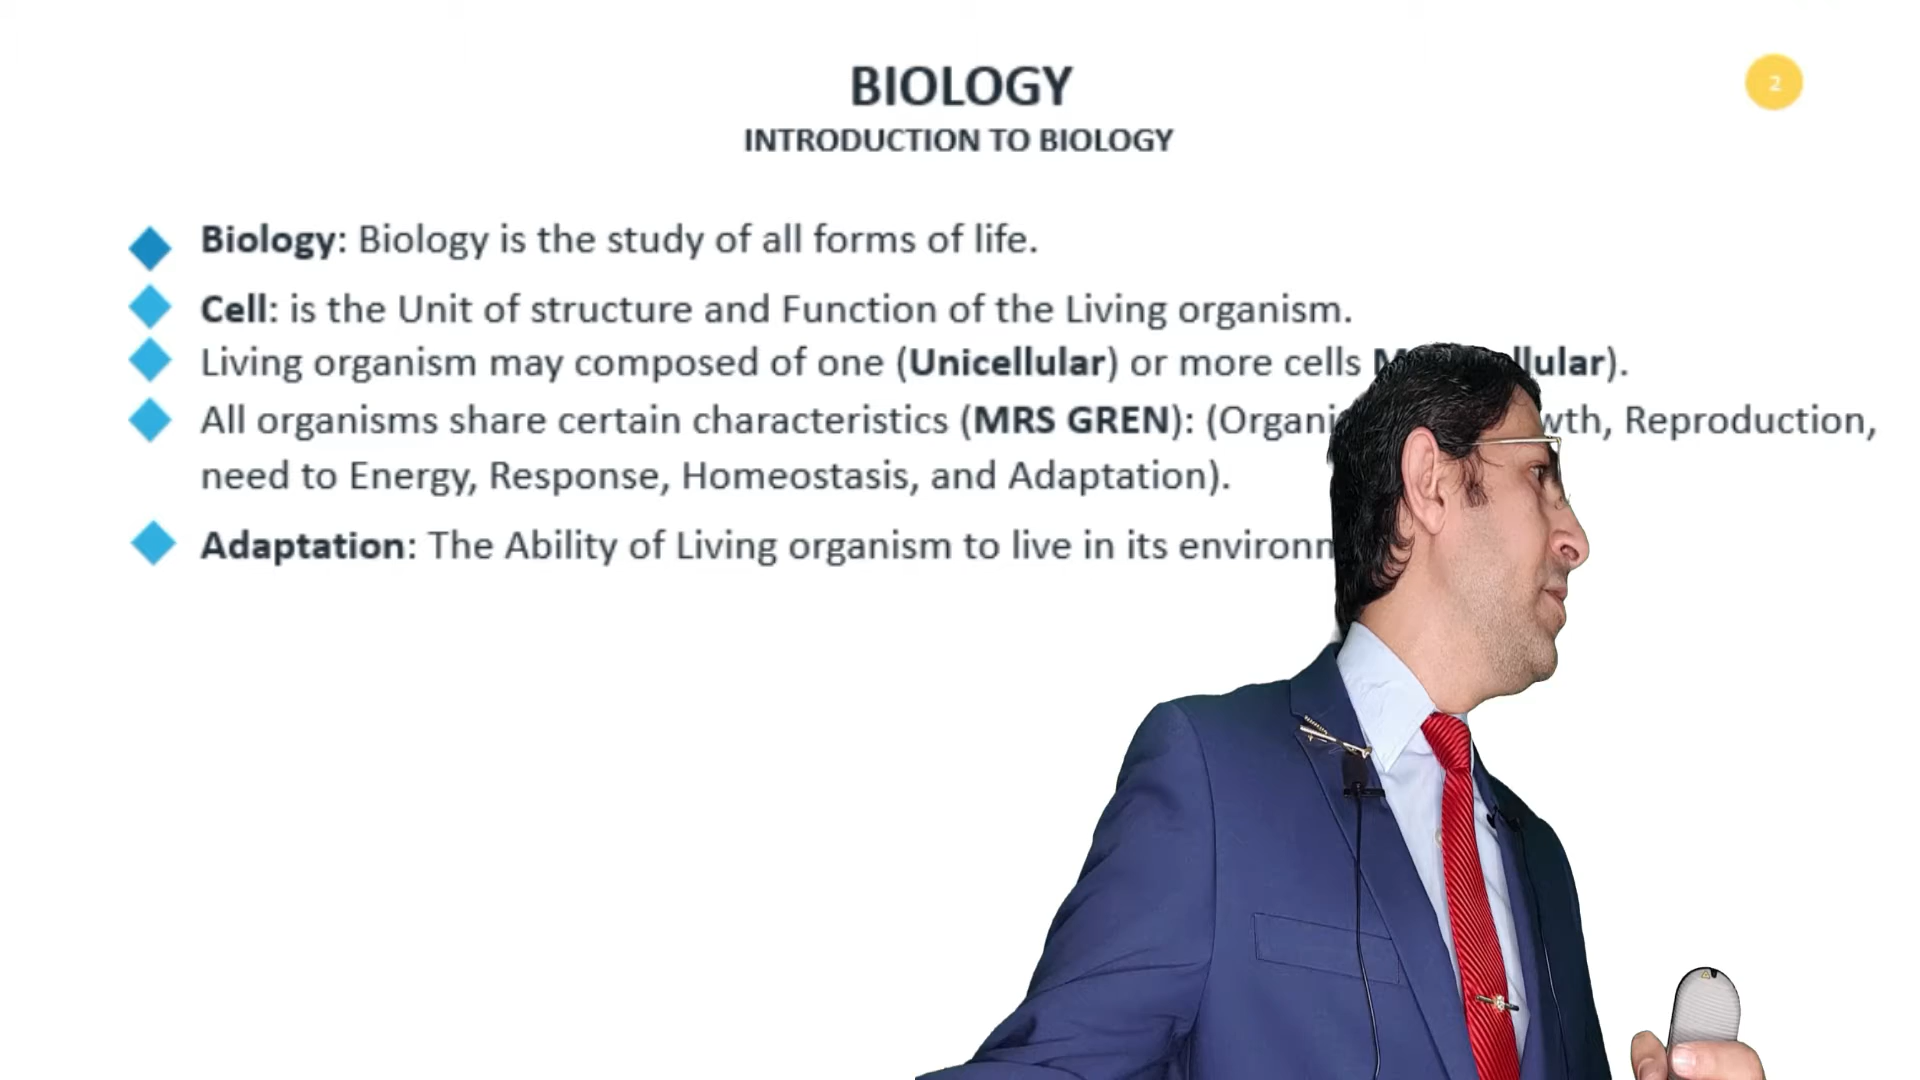 BIOLOGY
2
INTRODUCTION TO BIOLOGY
Biology: Biology is the study of all forms of life.
Cell: is the Unit of structure and Function of the Living organism.
Living organism may composed of one (Unicellular) or more cells
All organisms share certain characteristics (MRS GREN): ( Reproduction,
need to Energy, Response, Homeostasis, and Adaptation).
Adaptation: The Ability of Living organism to live in its